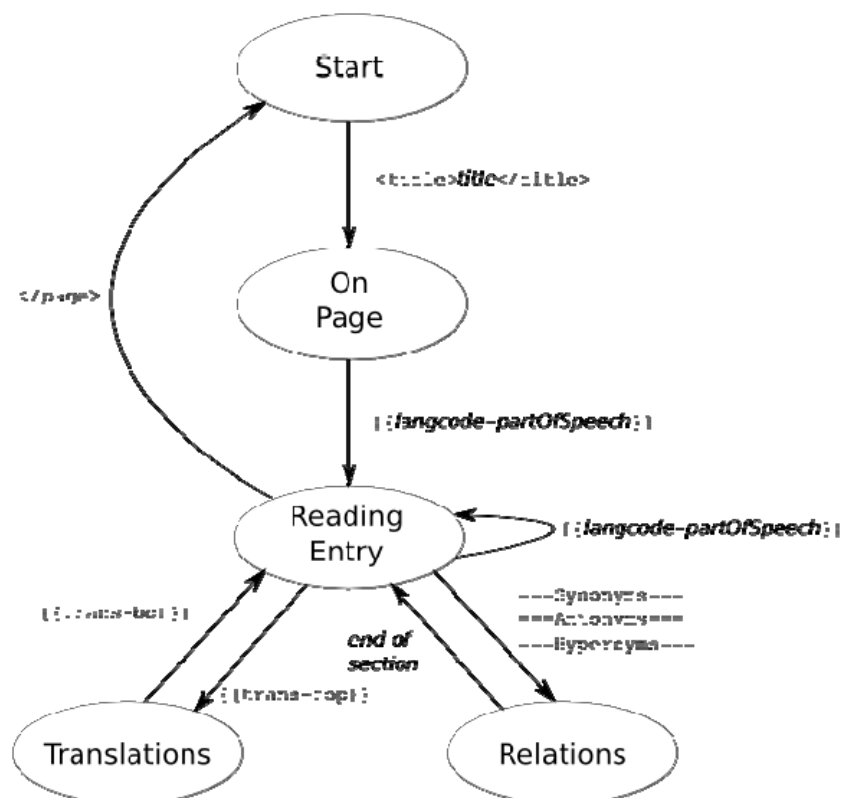 Start
<title>title</title>
On
Page
</page>
{{langcode-partOfSpeech}}
Reading
Entry
{{langcode-partOfSpeech}}
{{trans-bot}}
{{trans-top}}
end of
section
===Synonyms===
===Antonyms===
Translations
Relations